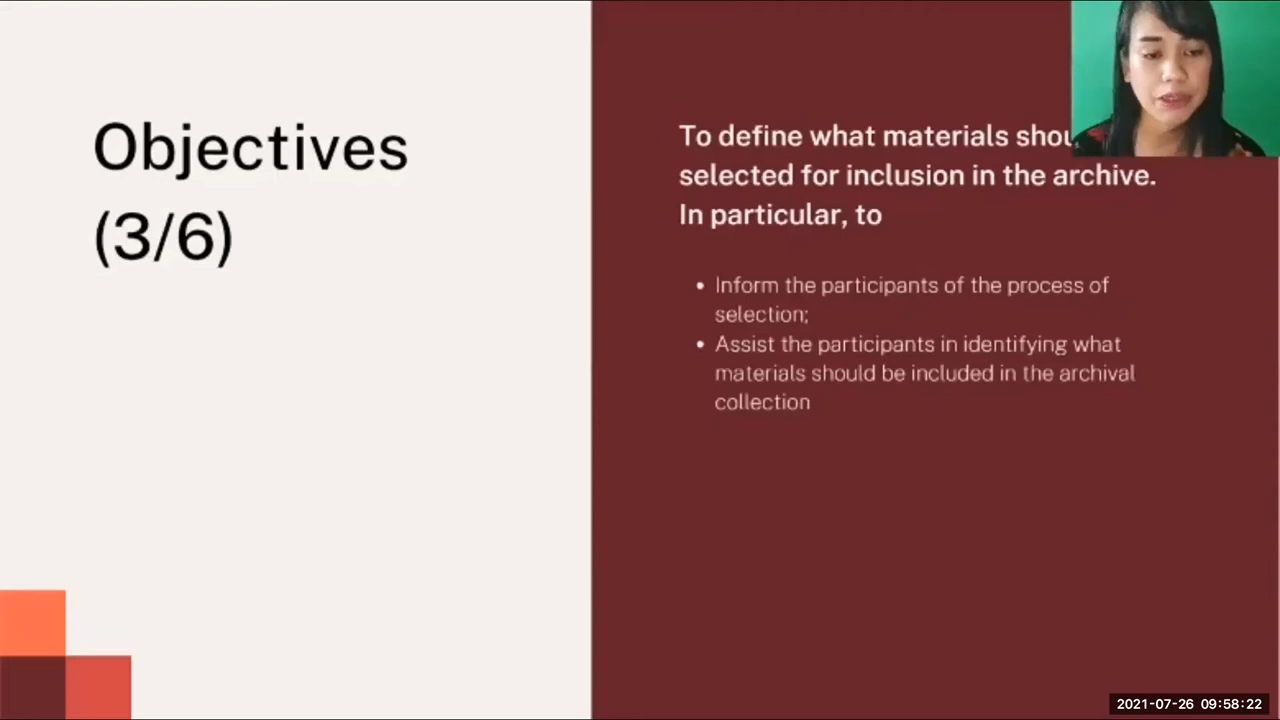 Objectives
(3/6)
To define what materials
selected for inclusion in the archive.
In particular, to
• Inform the participants of the process of
selection;
• Assist the participants in identifying what
materials should be included in the archival
collection
2021-07-26 09:58:22